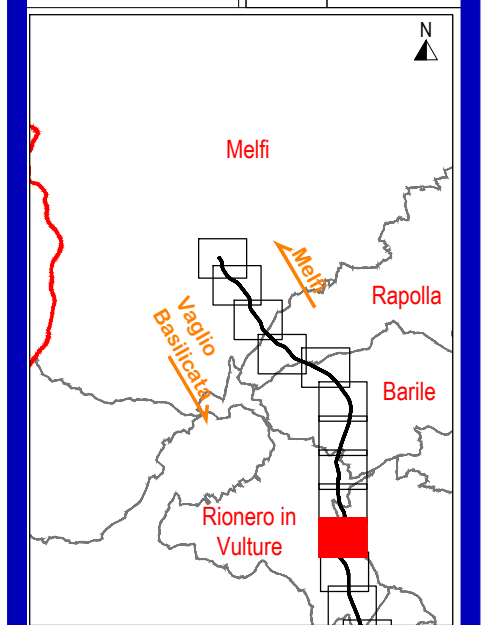 N
Melfi
Melfi
Rapolla
Vaglio
Basilicata
Barile
Rionero in
Vulture